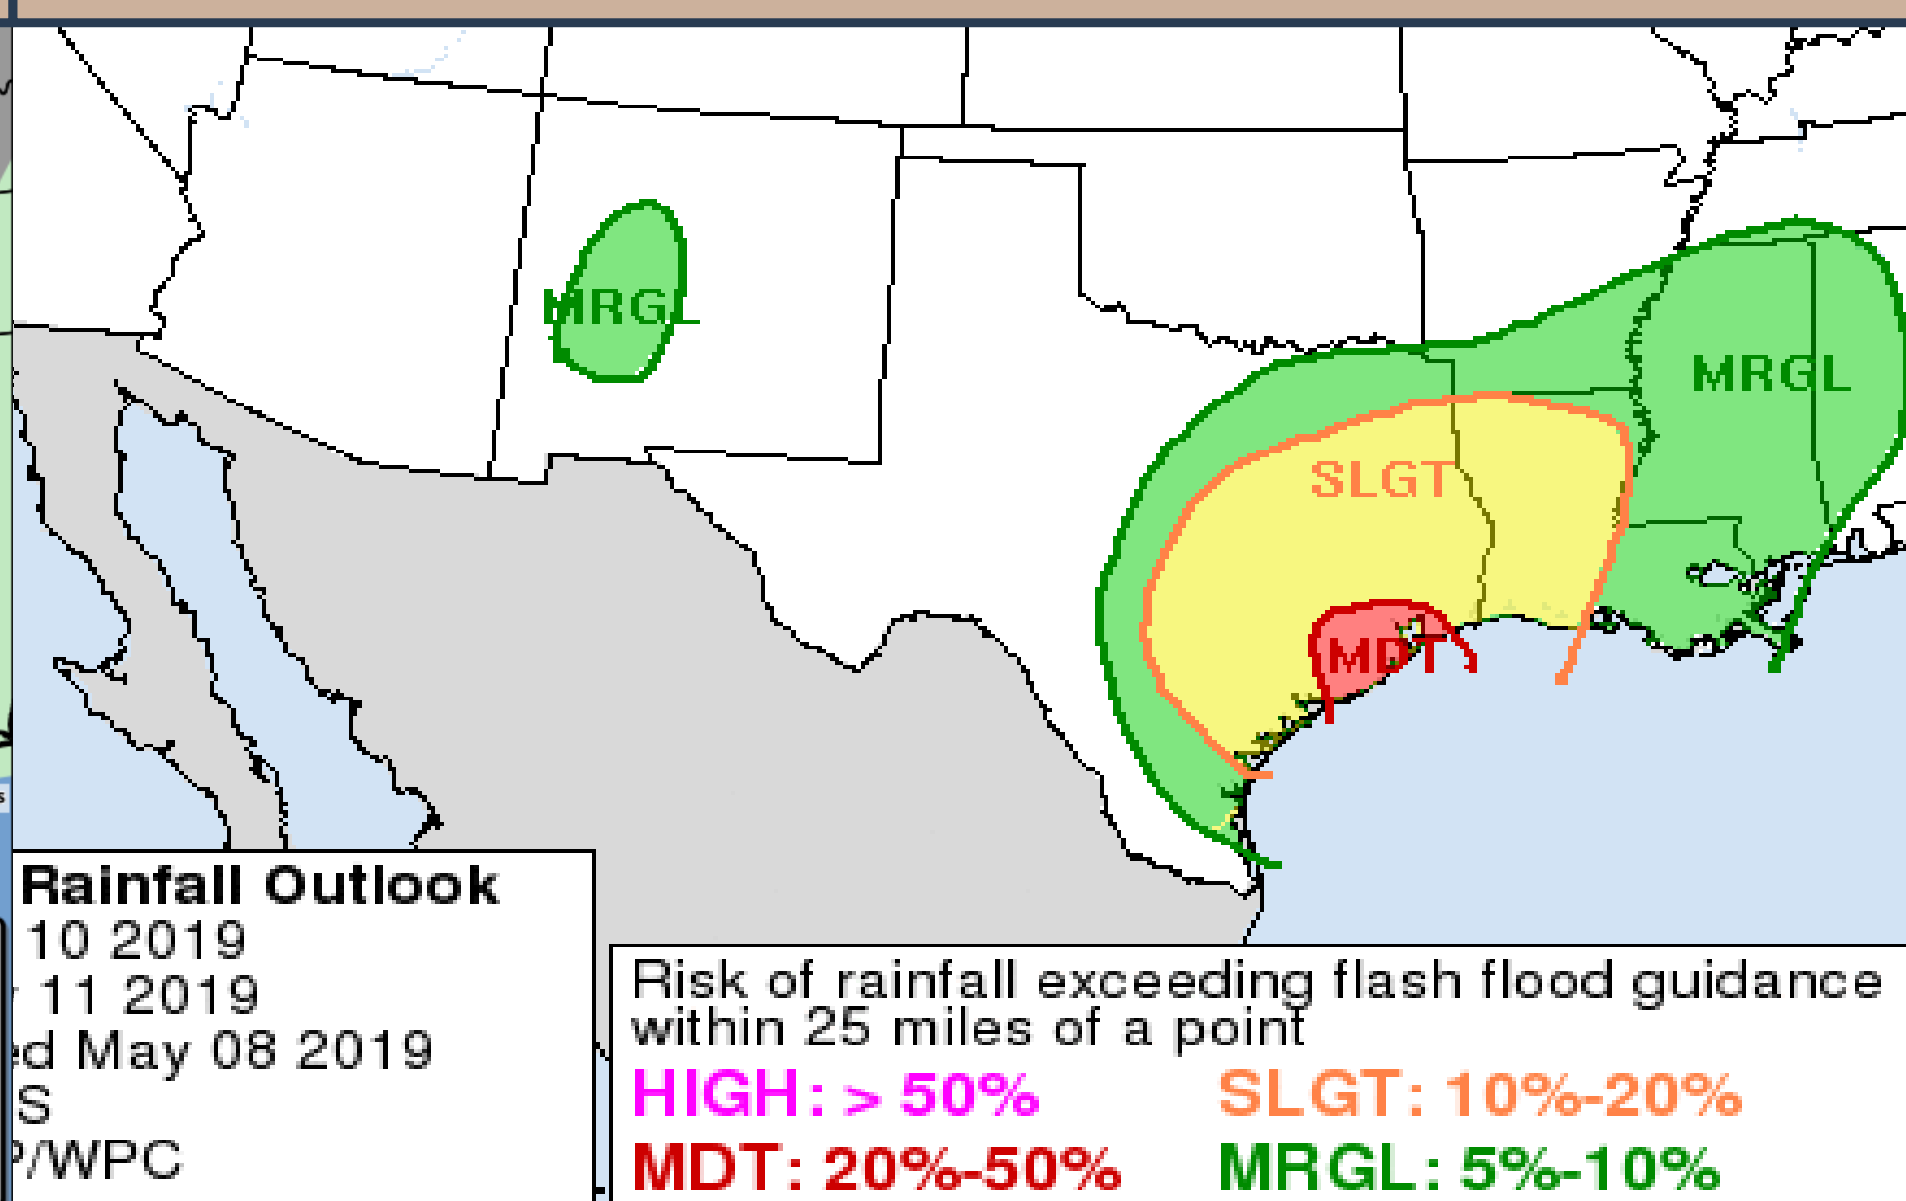 MRGL
MRGL
SLGT
MDT
Rainfall Outlook
10 2019
11 2019
May 08 2019
S
/WPC
Risk of rainfall exceeding flash flood guidance
within 25 miles of a point
HIGH: > 50% SLGT: 10%-20%
MDT: 20%-50% MRGL: 5%-10%